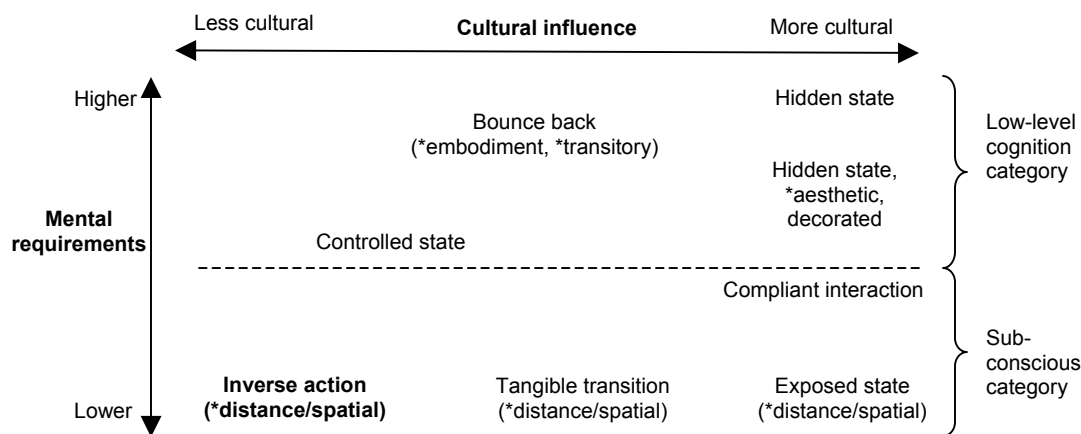 Less cultural
Cultural influence
More cultural
Higher
Hidden state
Bounce back
(*embodiment, *transitory)
Low-level
cognition
category
Hidden state,
*aesthetic,
decorated
Mental
requirements
Controlled state
Compliant interaction
Sub-
conscious
category
Lower
Inverse action
(*distance/spatial)
Tangible transition
(*distance/spatial)
Exposed state
(*distance/spatial)